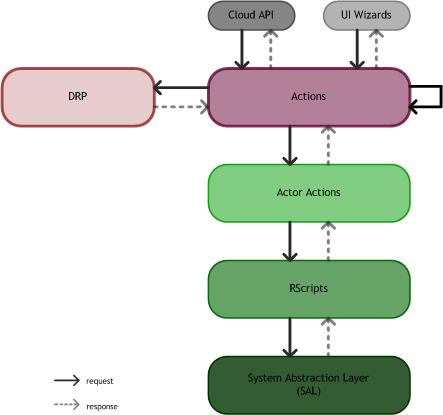 Cloud API
UI Wizards
DRP
Actions
Actor Actions
RScripts
System Abstraction Layer
(SAL)
request
response